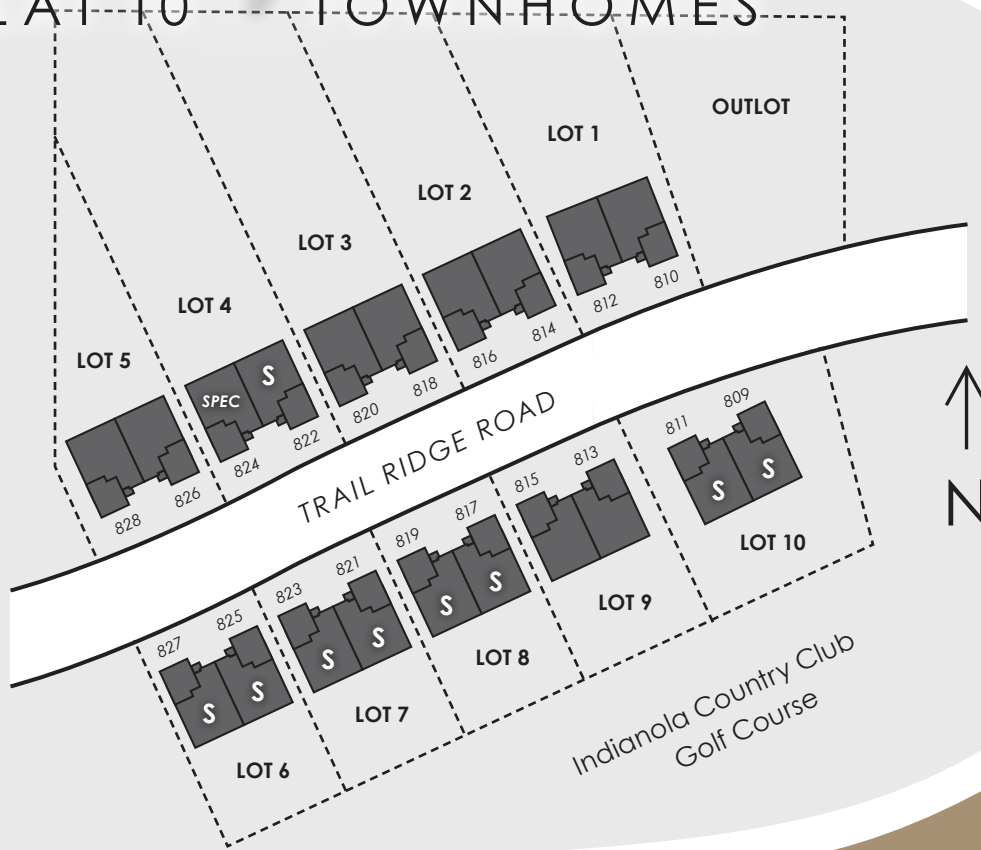 TOWNHOMES
OUTLOT
LOT 1
LOT 2
LOT 3
LOT 4
LOT 5
810
812
814
816
818
820
S
SPEC
822
824
826
828
TRAIL RIDGE ROAD
809
811
S
S
LOT 10
813
815
LOT 9
817
819
S
S
LOT 8
821
823
S
S
LOT 7
825
827
S
S
LOT 6
Indianola Country Club
Golf Course
N